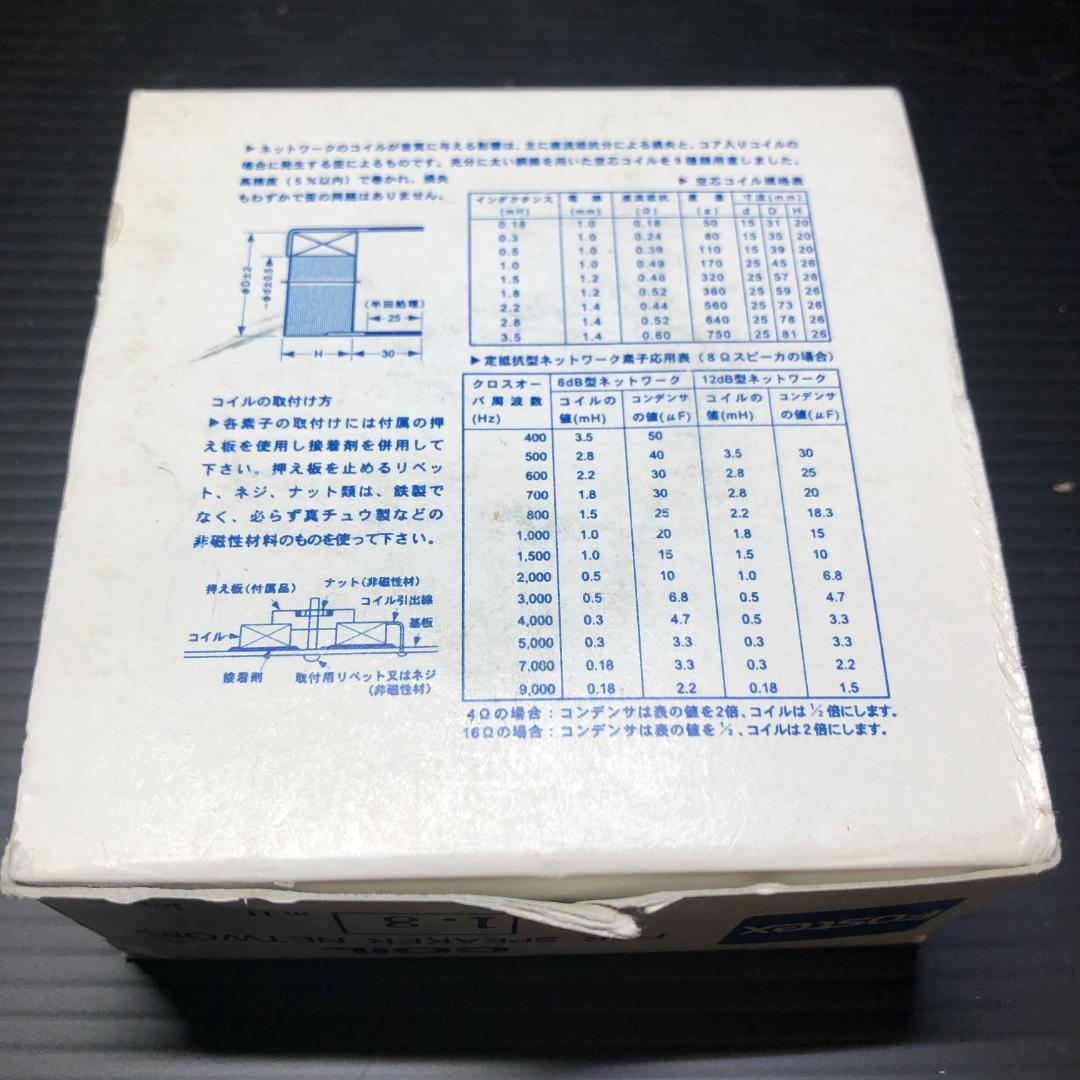 ▶ネットワークのコイルが音質に与える影響は、主に直流抵抗分による損失と、コア入りコイルの
場合に発生する歪によるものです。充分に太い銅線を用いた空芯コイルを9種類用意しました。
高精度(5%以内)で巻かれ、損失
もわずかで歪の問題はありません。
▶空芯コイル規格表
インダクタンス 電線 直流抵抗 重量 寸法(mm)
(mH) (mm) (Ω) (g) d D H
0.18 1.0 0.18 50 15 31 20
0.3 1.0 0.24 80 15 35 20
0.5 1.0 0.39 110 15 39 20
1.0 1.0 0.49 170 25 45 26
1.5 1.2 0.46 320 25 57 26
1.8 1.2 0.52 360 25 59 26
2.2 1.4 0.44 560 25 73 26
2.8 1.4 0.52 640 25 78 26
3.5 1.4 0.60 750 25 81 26
φD±2
φd±0.5
(半田処理)
25
H
30
▶定抵抗型ネットワーク素子応用表(8Ωスピーカの場合)
クロスオー 6dB型ネットワーク 12dB型ネットワーク
バ周波数 コイルの コンデンサ コイルの コンデンサ
(Hz) 値(mH) の値(μF) 値(mH) の値(μF)
400 3.5 50
500 2.8 40 3.5 30
600 2.2 30 2.8 25
700 1.8 30 2.8 20
800 1.5 25 2.2 18.3
1,000 1.0 20 1.8 15
1,500 1.0 15 1.5 10
2,000 0.5 10 1.0 6.8
3,000 0.5 6.8 0.5 4.7
4,000 0.3 4.7 0.5 3.3
5,000 0.3 3.3 0.3 3.3
7,000 0.18 3.3 0.3 2.2
9,000 0.18 2.2 0.18 1.5
4Ωの場合:コンデンサは表の値を2倍、コイルは½倍にします。
16Ωの場合:コンデンサは表の値を½、コイルは2倍にします。
コイルの取付け方
▶各素子の取付けには付属の押
え板を使用し接着剤を併用して
下さい。押え板を止めるリベッ
ト、ネジ、ナット類は、鉄製で
なく、必らず真チュウ製などの
非磁性材料のものを使って下さい。
押え板(付属品)
ナット(非磁性材)
コイル引出線
基板
コイル
接着剤
取付用リベット又はネジ
(非磁性材)
Fostex
COIL
FOR SPEAKER NETWORK
1.8 mH